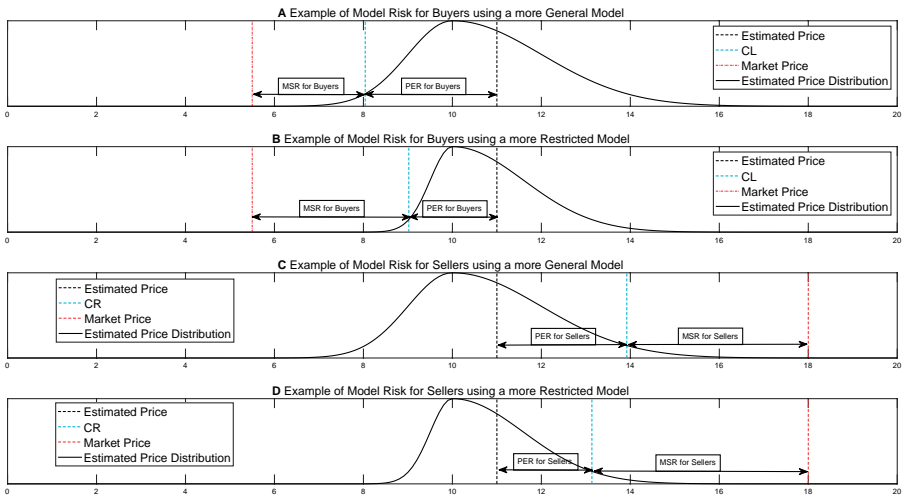 A Example of Model Risk for Buyers using a more General Model
Estimated Price
CL
Market Price
Estimated Price Distribution
MSR for Buyers
PER for Buyers
0 2 4 6 8 10 12 14 16 18 20
B Example of Model Risk for Buyers using a more Restricted Model
Estimated Price
CL
Market Price
Estimated Price Distribution
MSR for Buyers
PER for Buyers
0 2 4 6 8 10 12 14 16 18 20
C Example of Model Risk for Sellers using a more General Model
Estimated Price
CR
Market Price
Estimated Price Distribution
PER for Sellers
MSR for Sellers
0 2 4 6 8 10 12 14 16 18 20
D Example of Model Risk for Sellers using a more Restricted Model
Estimated Price
CR
Market Price
Estimated Price Distribution
PER for Sellers
MSR for Sellers
0 2 4 6 8 10 12 14 16 18 20